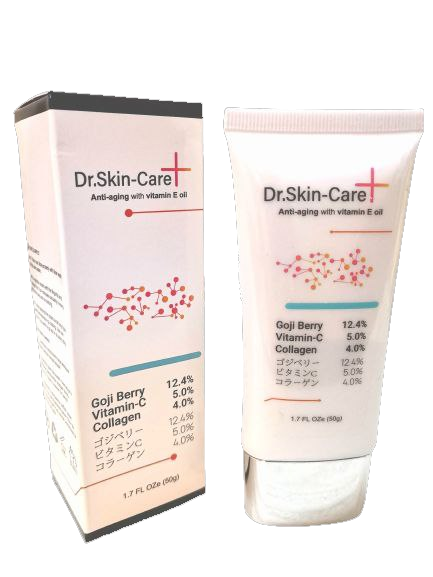 Dr.Skin-Care
Anti-aging with vitamin E oil
Goji Berry 12.4%
Vitamin-C 5.0%
Collagen 4.0%
ゴジベリー 12.4%
ビタミンC 5.0%
コラーゲン 4.0%
1.7 FL OZe (50g)
Dr.Skin-Care
Anti-aging with vitamin E oil
Goji Berry 12.4%
Vitamin-C 5.0%
Collagen 4.0%
ゴジベリー 12.4%
ビタミンC 5.0%
コラーゲン 4.0%
1.7 FL OZe (50g)